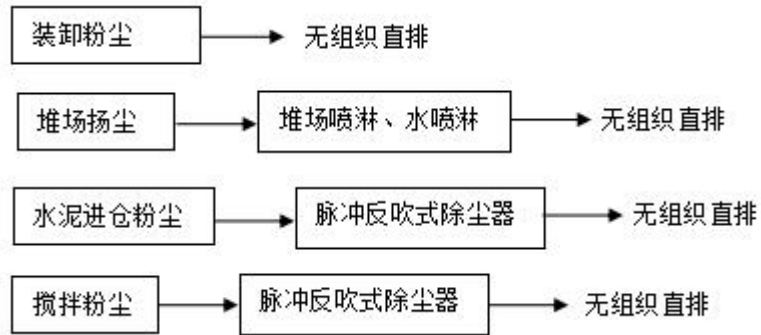 装卸粉尘 无组织直排
堆场扬尘 堆场喷淋、水喷淋 无组织直排
水泥进仓粉尘 脉冲反吹式除尘器 无组织直排
搅拌粉尘 脉冲反吹式除尘器 无组织直排